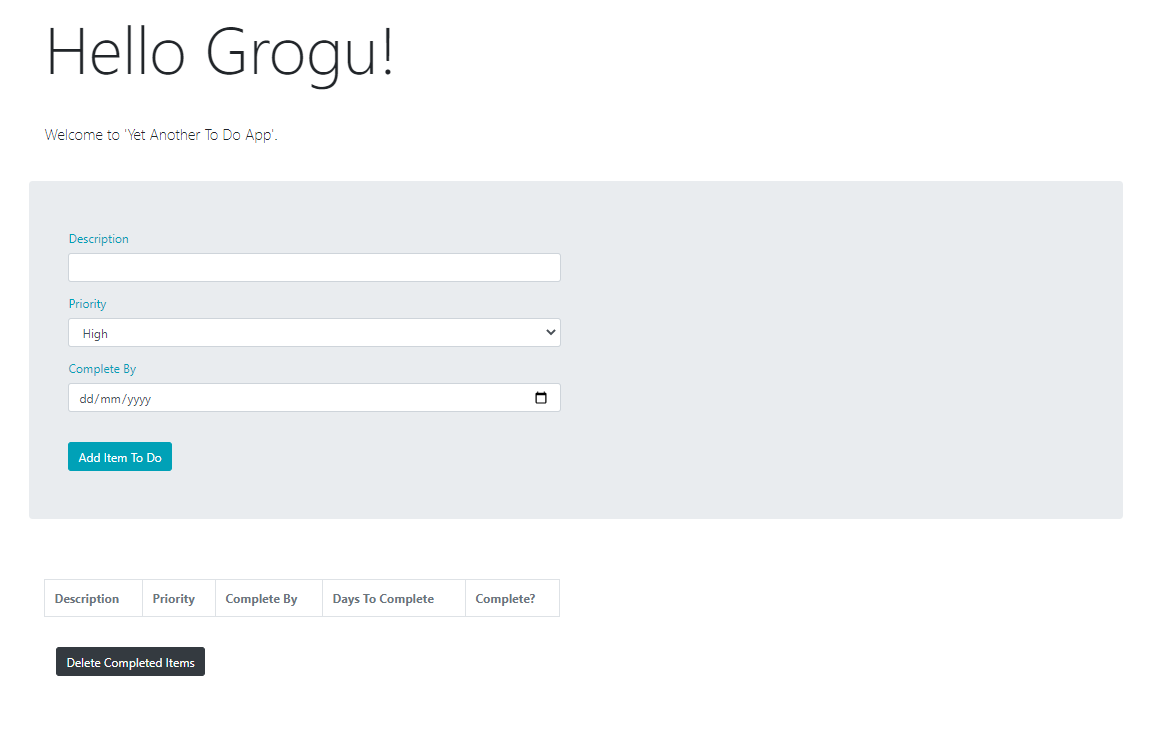 Hello Grogu!
Welcome to 'Yet Another To Do App'.
Description
Priority
High
Complete By
dd/mm/yyyy
Add Item To Do
Description Priority Complete By Days To Complete Complete?
Delete Completed Items